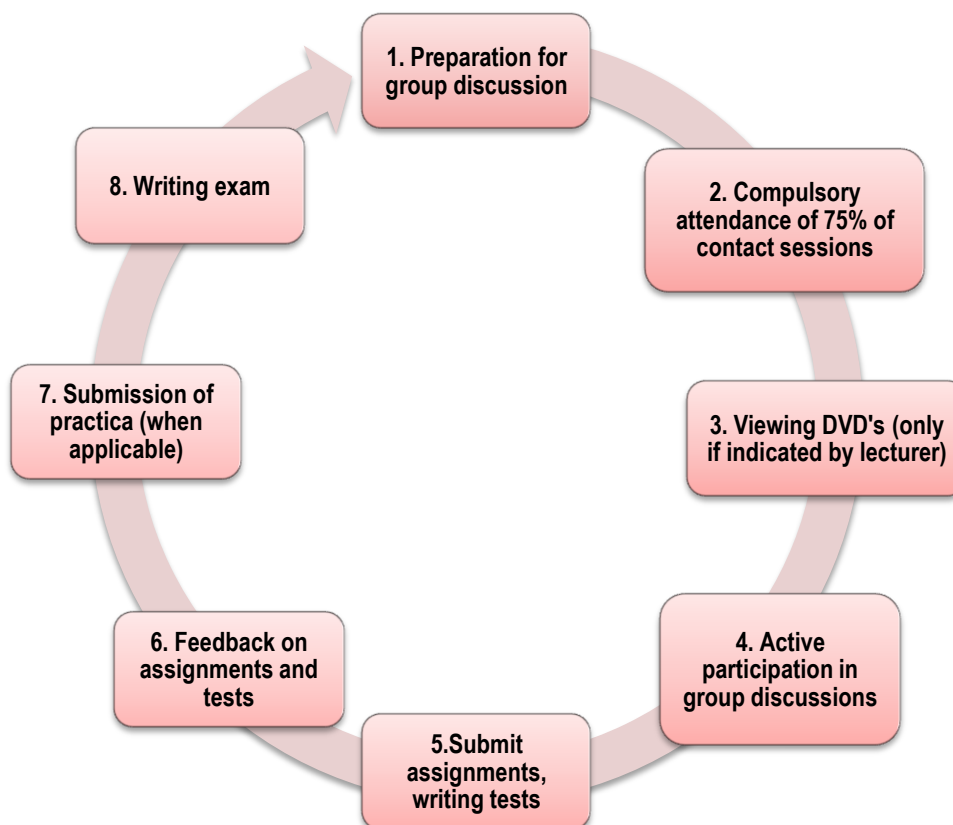 1. Preparation for
group discussion
2. Compulsory
attendance of 75% of
contact sessions
3. Viewing DVD's (only
if indicated by lecturer)
4. Active
participation in
group discussions
5.Submit
assignments,
writing tests
6. Feedback on
assignments and
tests
7. Submission of
practica (when
applicable)
8. Writing exam